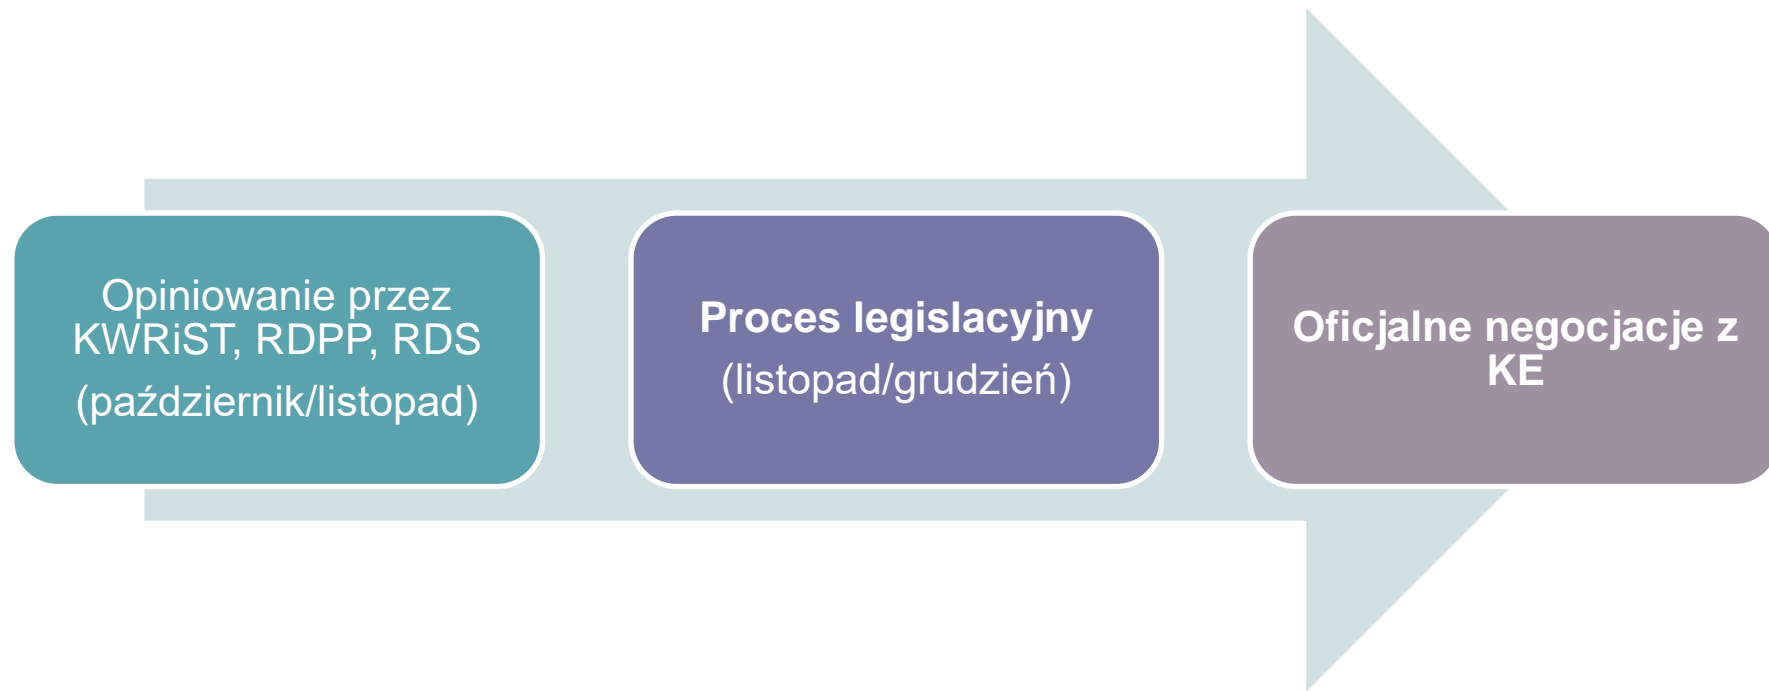 Opiniowanie przez
KWRiST, RDPP, RDS
(październik/listopad)
Proces legislacyjny
(listopad/grudzień)
Oficjalne negocjacje z
KE